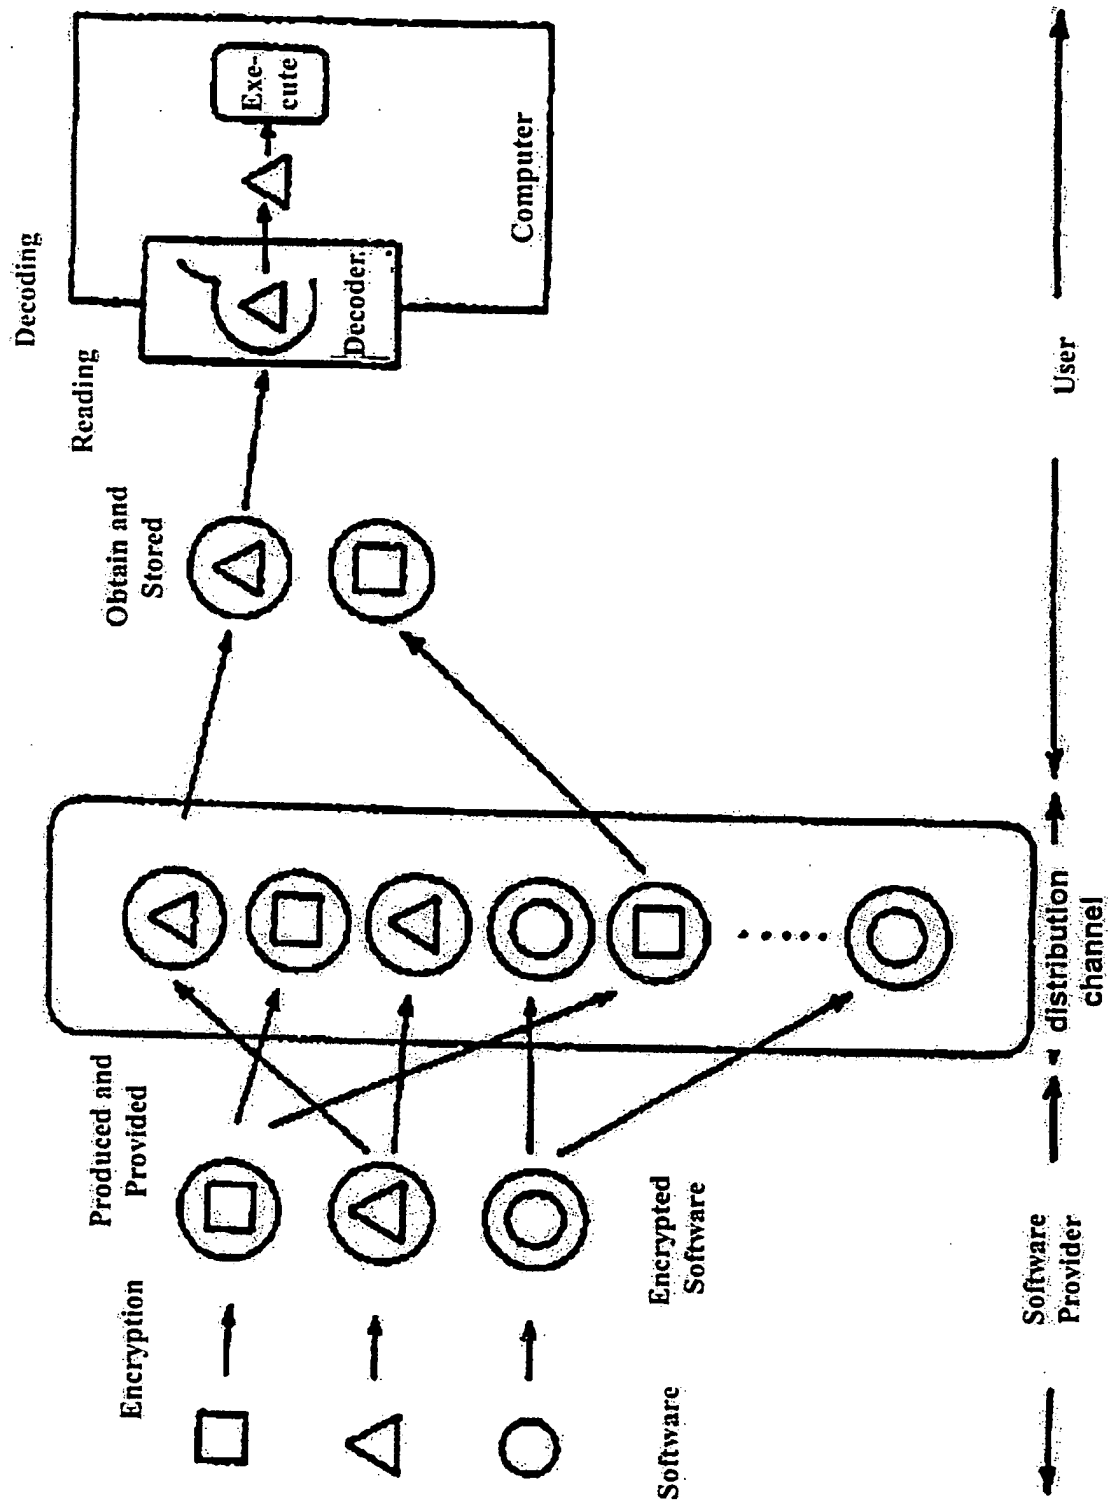 Encryption
Produced and
Provided
Obtain and
Stored
Reading
Decoding
Exe-
cute
Decoder
Computer
Software
Encrypted
Software
Software
Provider
distribution
channel
User